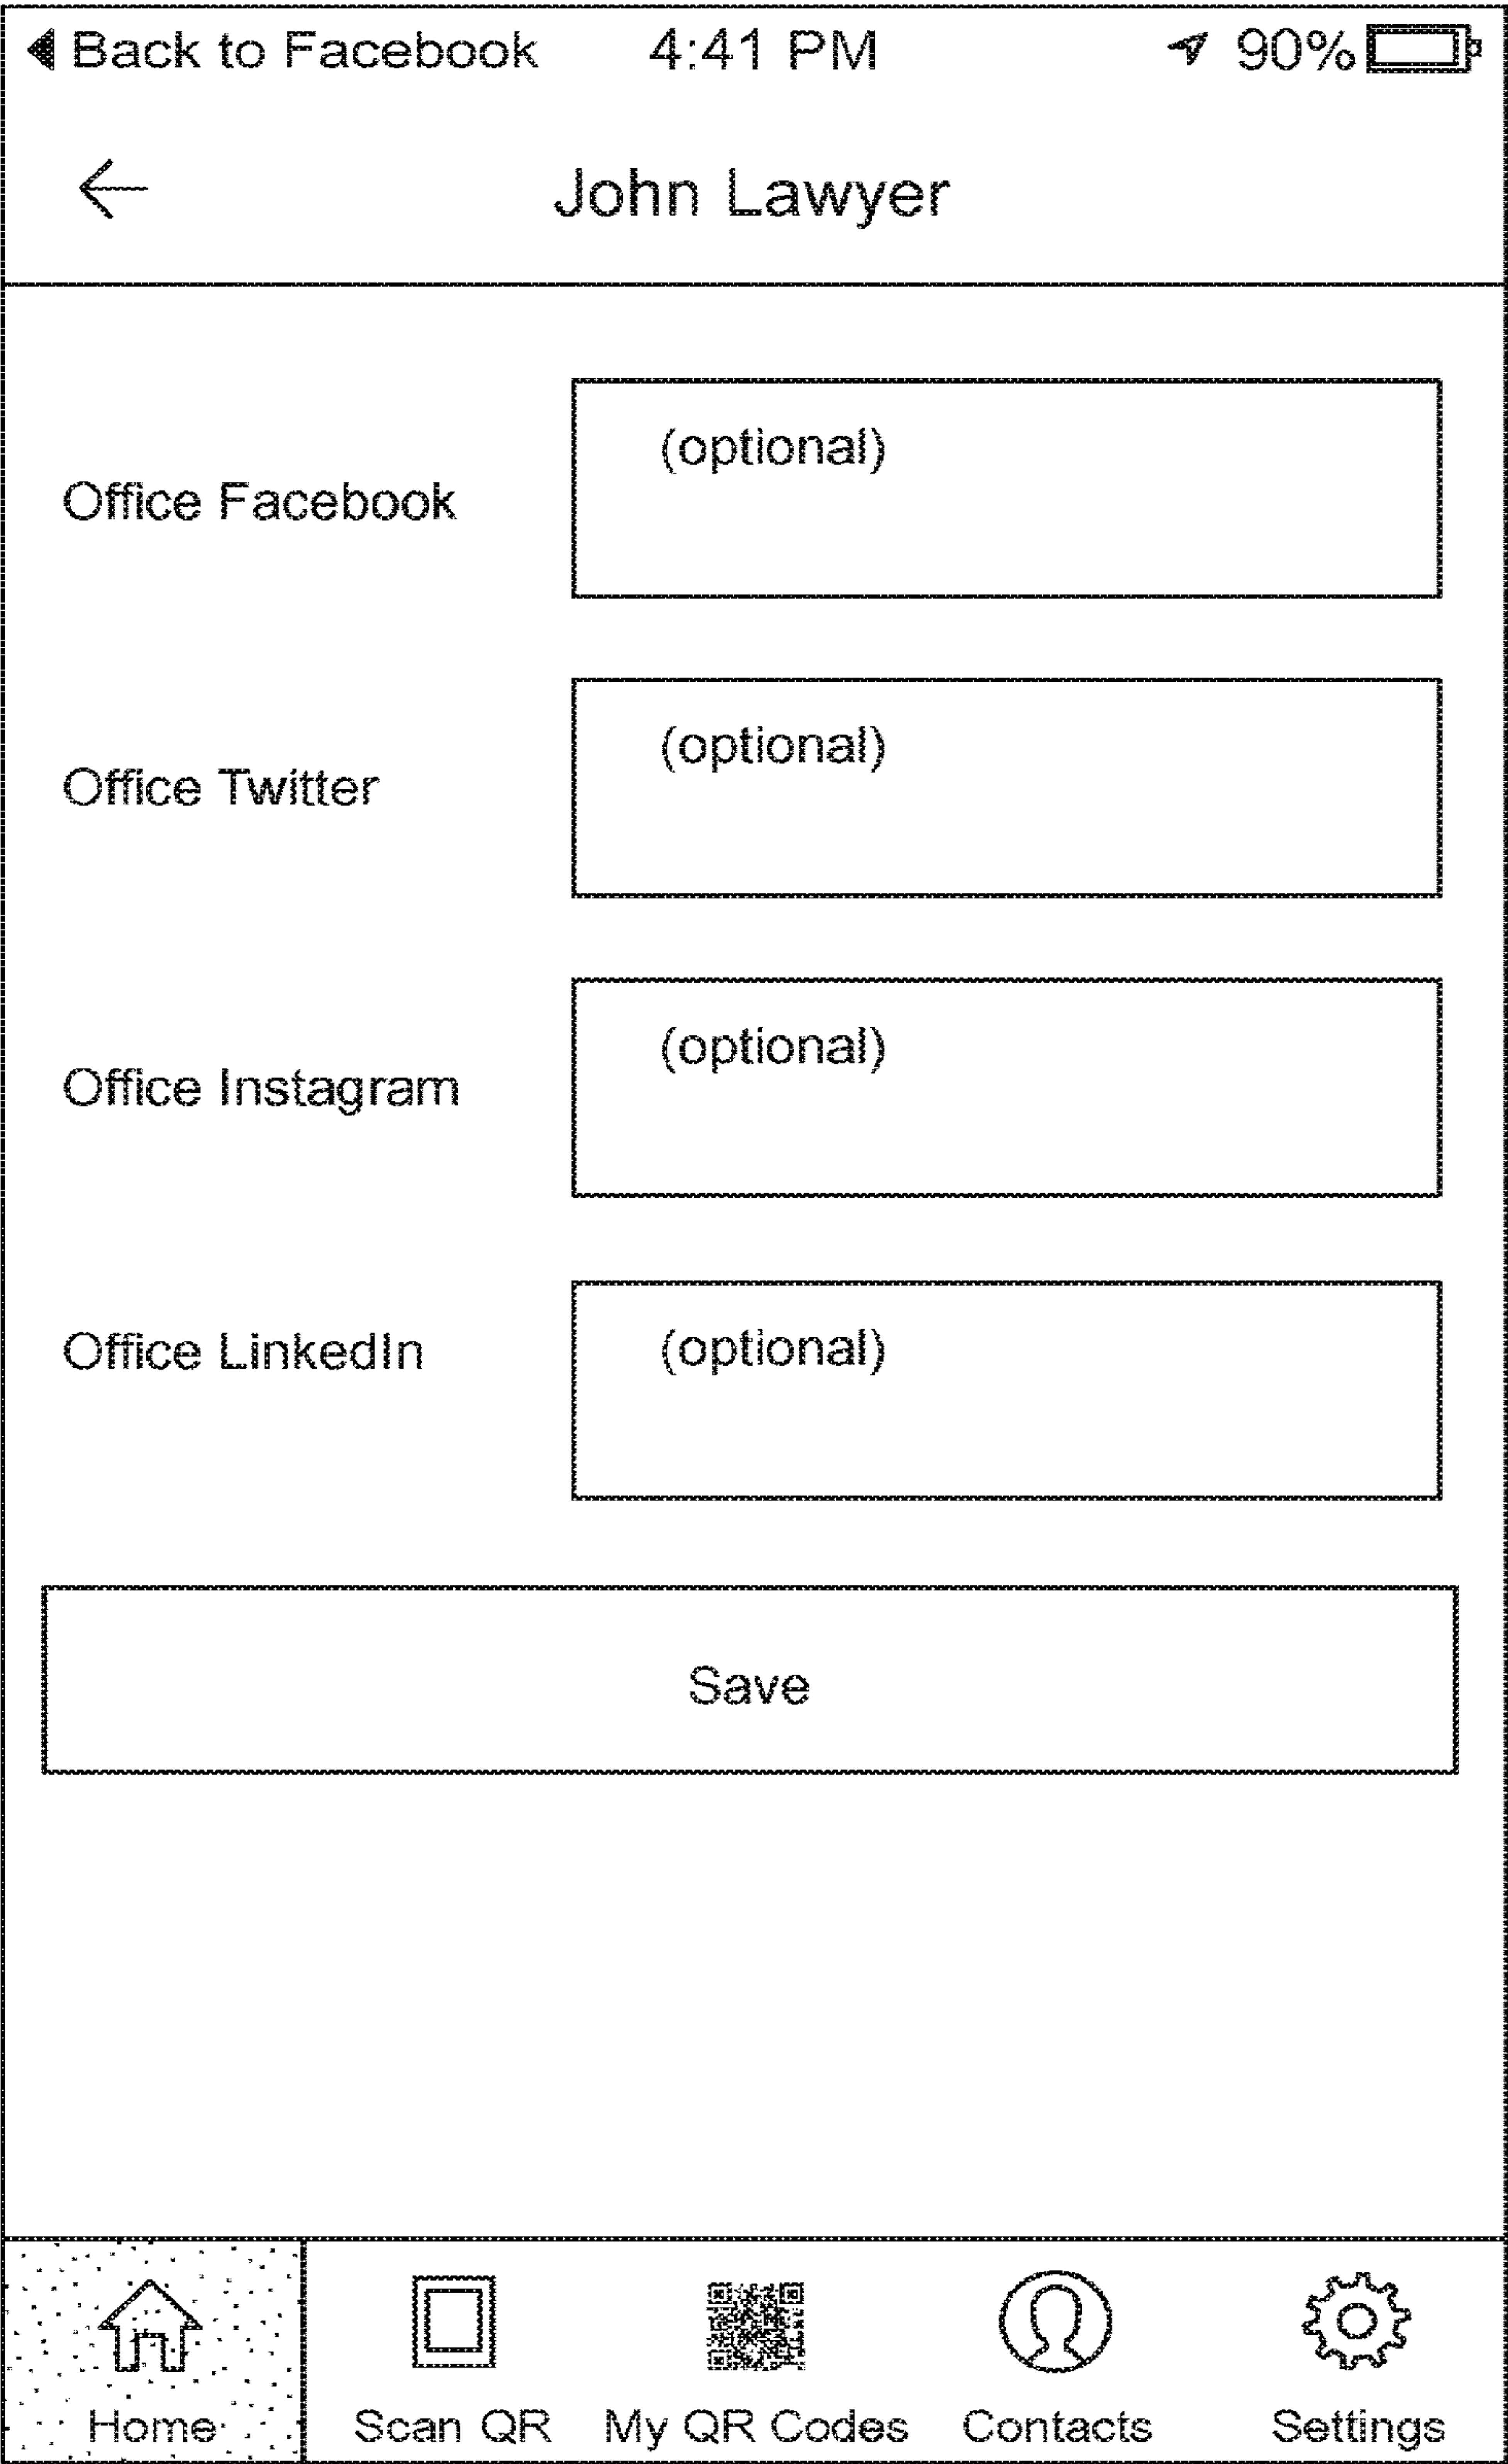 Back to Facebook 4:41 PM 90%
John Lawyer
(optional)
Office Facebook
(optional)
Office Twitter
(optional)
Office Instagram
(optional)
Office LinkedIn
Save
Home Scan QR My QR Codes Contacts Settings